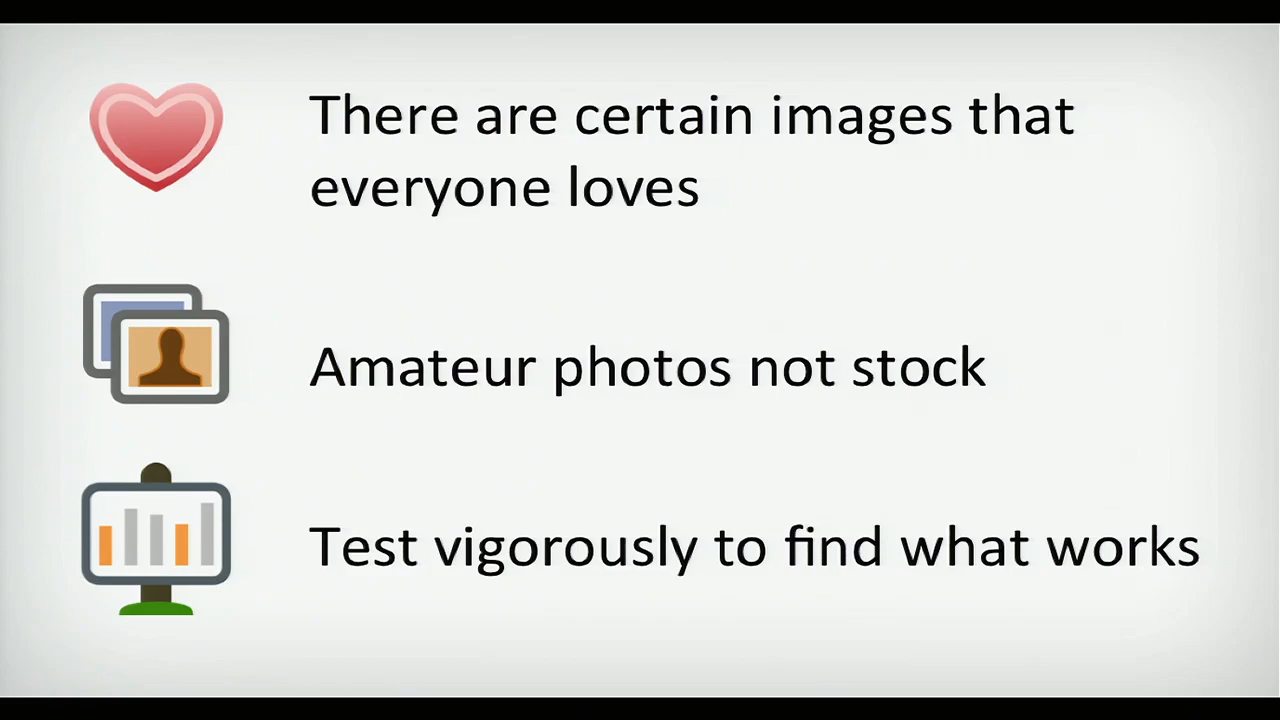 There are certain images that
everyone loves
Amateur photos not stock
Test vigorously to find what works